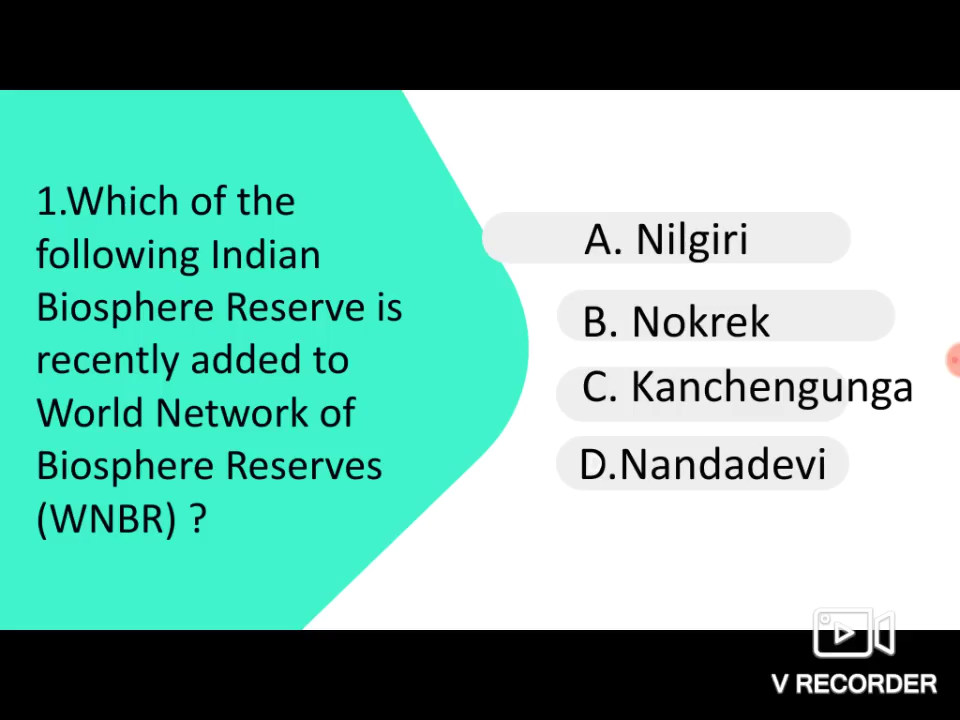 1.Which of the
following Indian
Biosphere Reserve is
recently added to
World Network of
Biosphere Reserves
(WNBR) ?
A. Nilgiri
B. Nokrek
C. Kanchengunga
D.Nandadevi
V RECORDER